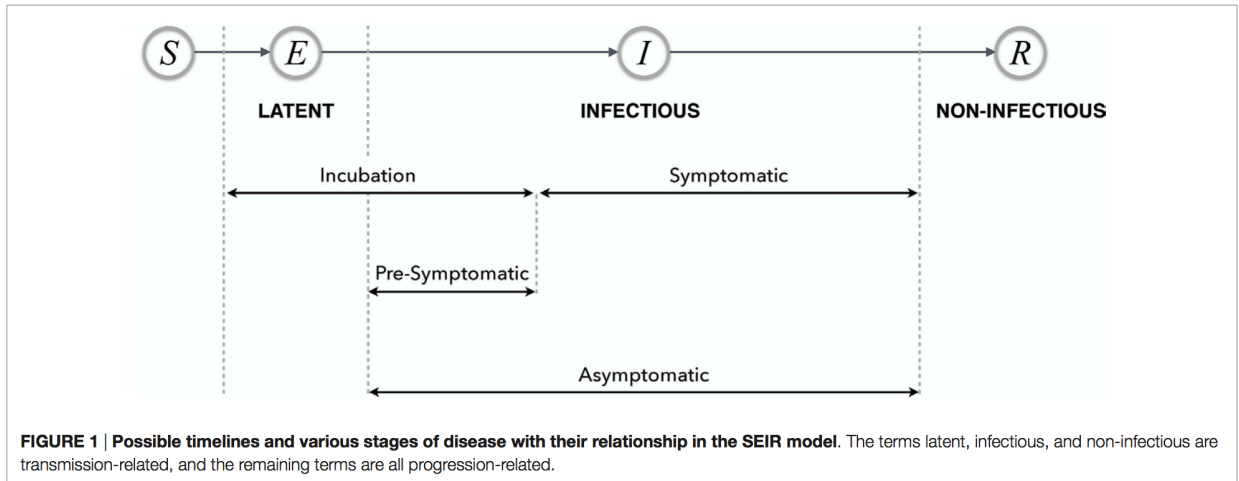 S E I R
LATENT INFECTIOUS NON-INFECTIOUS
Incubation Symptomatic
Pre-Symptomatic
Asymptomatic
FIGURE 1 | Possible timelines and various stages of disease with their relationship in the SEIR model. The terms latent, infectious, and non-infectious are
transmission-related, and the remaining terms are all progression-related.